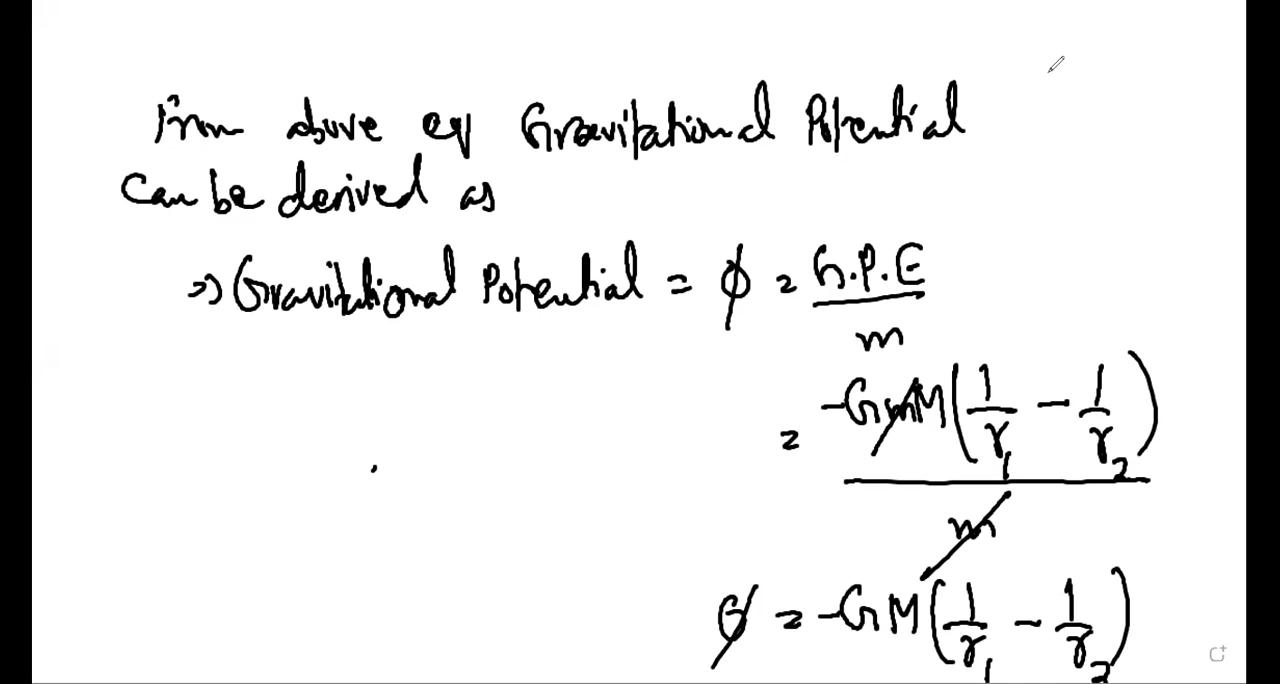 From above eq Gravitational Potential
Can be derived as
=> Gravitational Potential = ϕ = G.P.E / m
= -GmM(1/r₁ - 1/r₂) / m
ϕ = -GM(1/r₁ - 1/r₂)